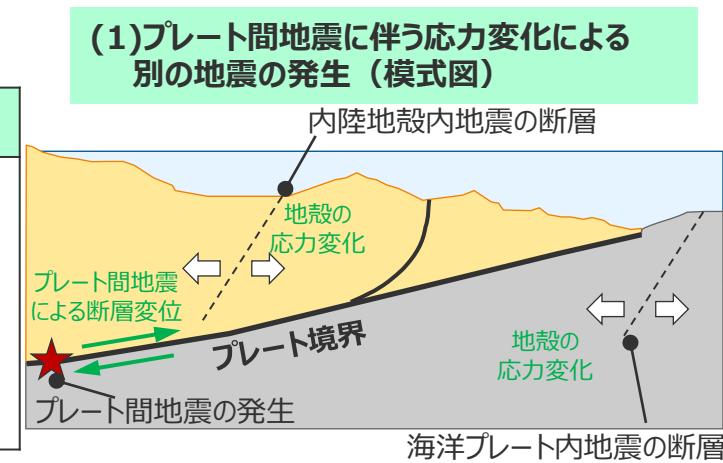 (1)プレート間地震に伴う応力変化による
別の地震の発生（模式図）
内陸地殻内地震の断層
地殻の
応力変化
プレート間地震
による断層変位
プレート境界
地殻の
応力変化
プレート間地震の発生
海洋プレート内地震の断層